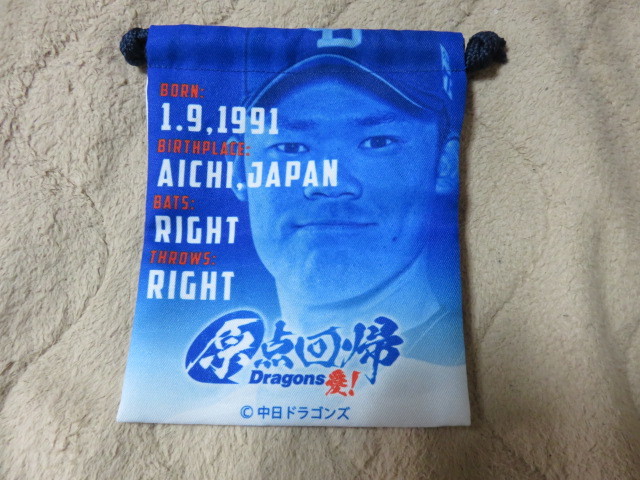 BORN:
1.9,1991
BIRTHPLACE:
AICHI,JAPAN
BATS:
RIGHT
THROWS:
RIGHT
原点回帰
Dragons愛!
© 中日ドラゴンズ